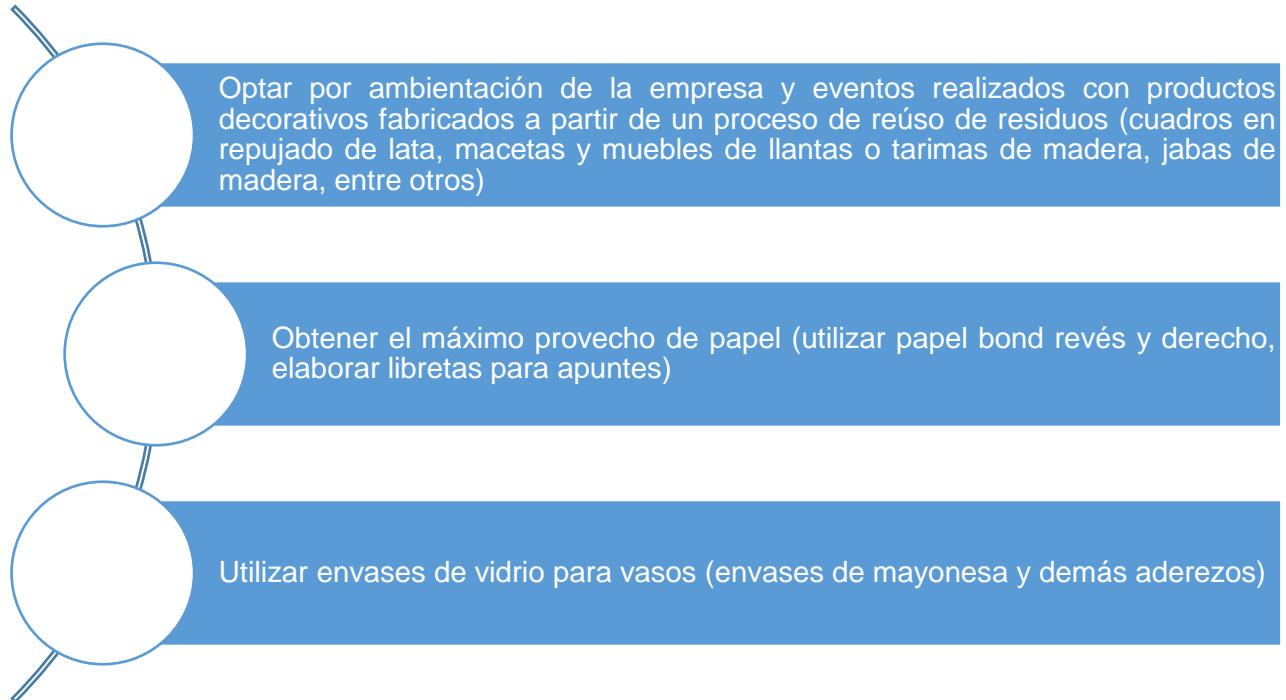 Optar por ambientación de la empresa y eventos realizados con productos
decorativos fabricados a partir de un proceso de reúso de residuos (cuadros en
repujado de lata, macetas y muebles de llantas o tarimas de madera, jabas de
madera, entre otros)
Obtener el máximo provecho de papel (utilizar papel bond revés y derecho,
elaborar libretas para apuntes)
Utilizar envases de vidrio para vasos (envases de mayonesa y demás aderezos)